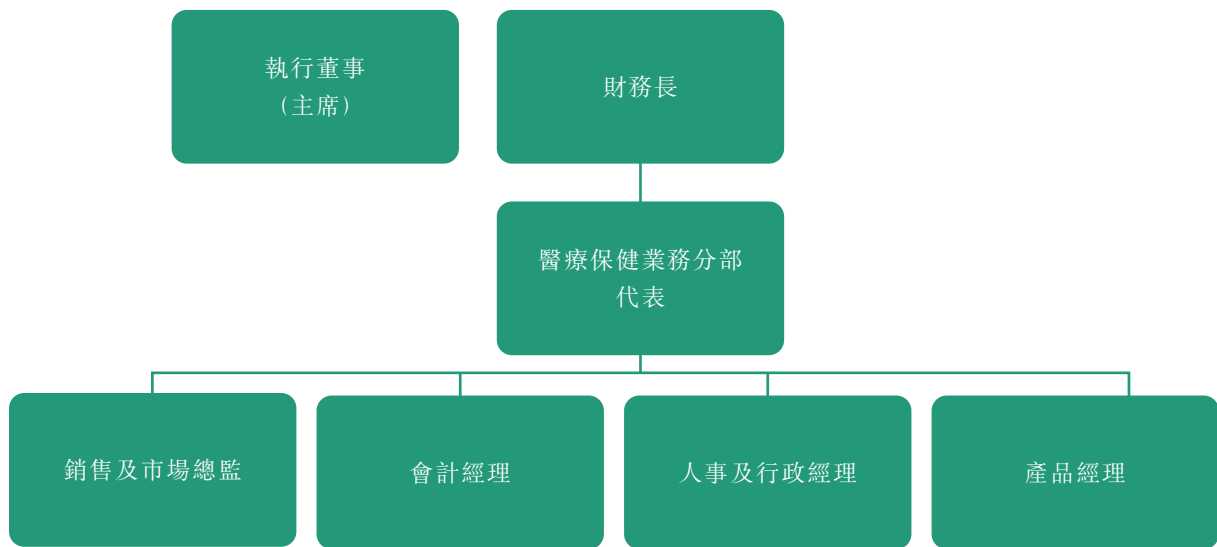 執行董事
（主席）
財務長
醫療保健業務分部
代表
銷售及市場總監
會計經理
人事及行政經理
產品經理